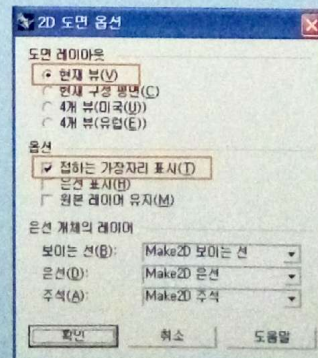 2D 도면 옵션
도면 레이아웃
현재 뷰(V)
현재 구성 평면(C)
4개 뷰(미국(U))
4개 뷰(유럽(E))
옵션
접하는 가장자리 표시(T)
은선 표시(H)
원본 레이어 유지(M)
은선 개체의 레이어
보이는 선(B): Make2D 보이는 선
은선(D): Make2D 은선
주석(A): Make2D 주석
확인 취소 도움말